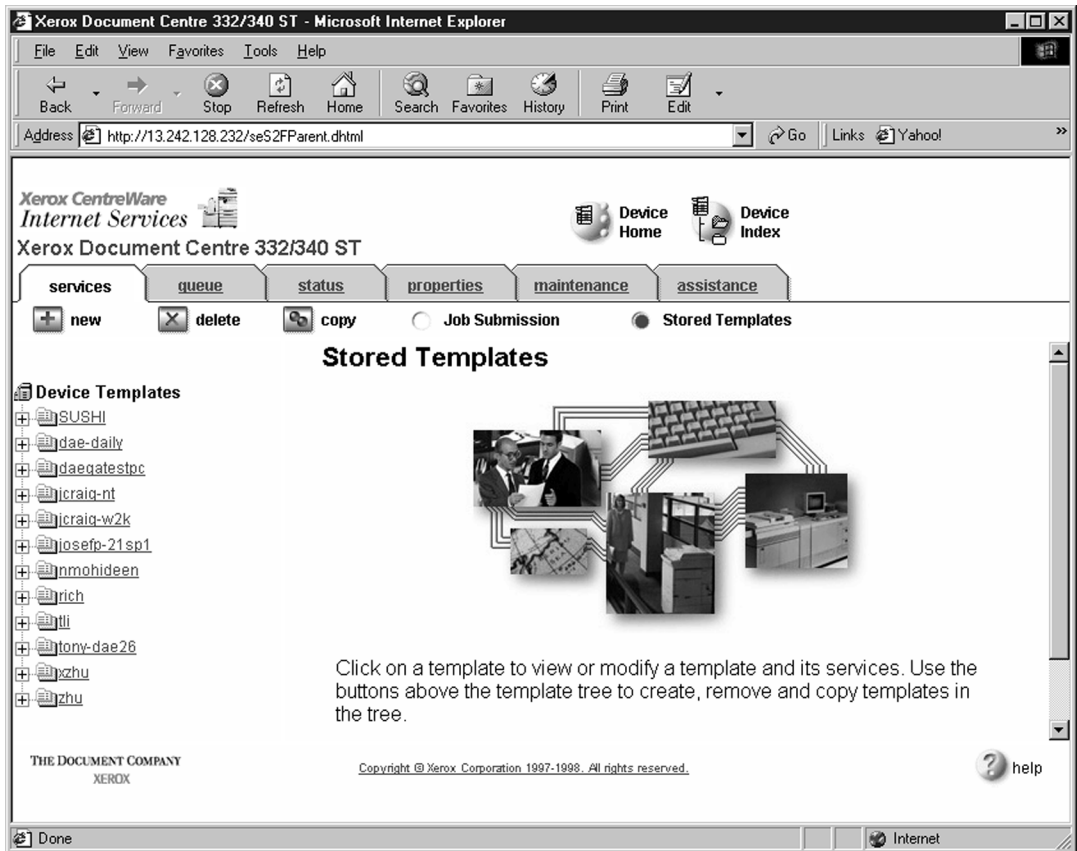 Xerox Document Centre 332/340 ST - Microsoft Internet Explorer
File Edit View Favorites Tools Help
Back Forward Stop Refresh Home Search Favorites History Print Edit
Address http://13.242.128.232/seS2FParent.dhtml Go Links Yahoo! »
Xerox CentreWare
Internet Services
Device Home
Device Index
Xerox Document Centre 332/340 ST
services queue status properties maintenance assistance
new delete copy Job Submission Stored Templates
Stored Templates
Device Templates
SUSHI
dae-daily
daeqatestpc
jcraig-nt
jcraig-w2k
josefp-21sp1
nmohideen
rich
tli
tony-dae26
xzhu
zhu
Click on a template to view or modify a template and its services. Use the
buttons above the template tree to create, remove and copy templates in
the tree.
THE DOCUMENT COMPANY
XEROX
Copyright © Xerox Corporation 1997-1998. All rights reserved.
? help
Done Internet